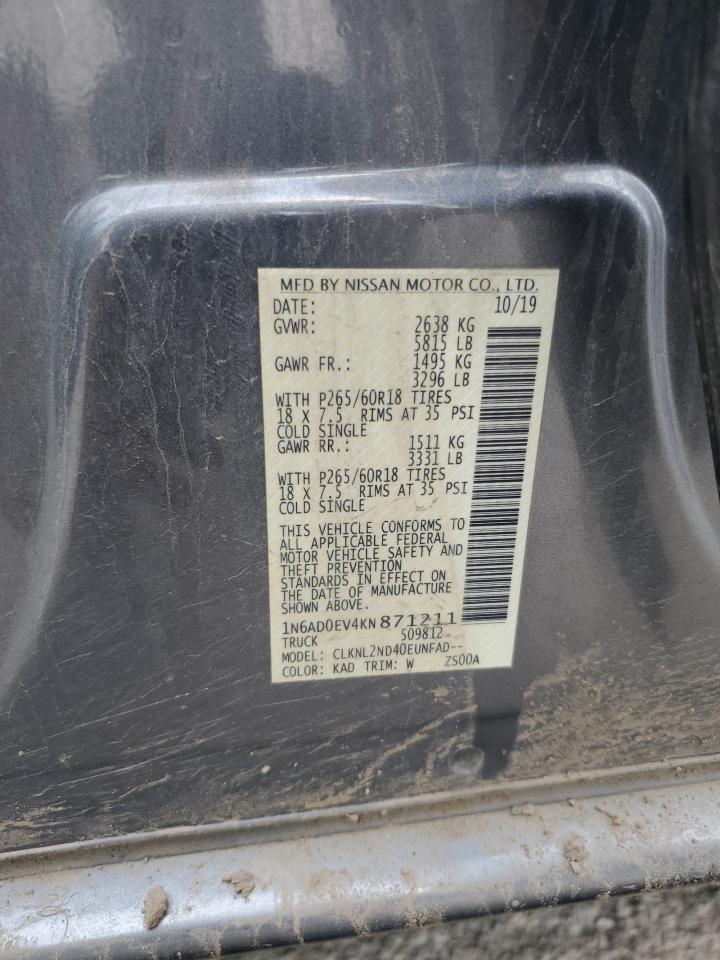 MFD BY NISSAN MOTOR CO., LTD.
DATE: 10/19
GVWR: 2638 KG
5815 LB
GAWR FR.: 1495 KG
3296 LB
WITH P265/60R18 TIRES
18 X 7.5 RIMS AT 35 PSI
COLD SINGLE
GAWR RR.: 1511 KG
3331 LB
WITH P265/60R18 TIRES
18 X 7.5 RIMS AT 35 PSI
COLD SINGLE
THIS VEHICLE CONFORMS TO
ALL APPLICABLE FEDERAL
MOTOR VEHICLE SAFETY AND
THEFT PREVENTION
STANDARDS IN EFFECT ON
THE DATE OF MANUFACTURE
SHOWN ABOVE.
1N6AD0EV4KN871211
TRUCK 509812
MODEL: CLKNL2ND40EUNFAD--
COLOR: KAD TRIM: W ZS00A